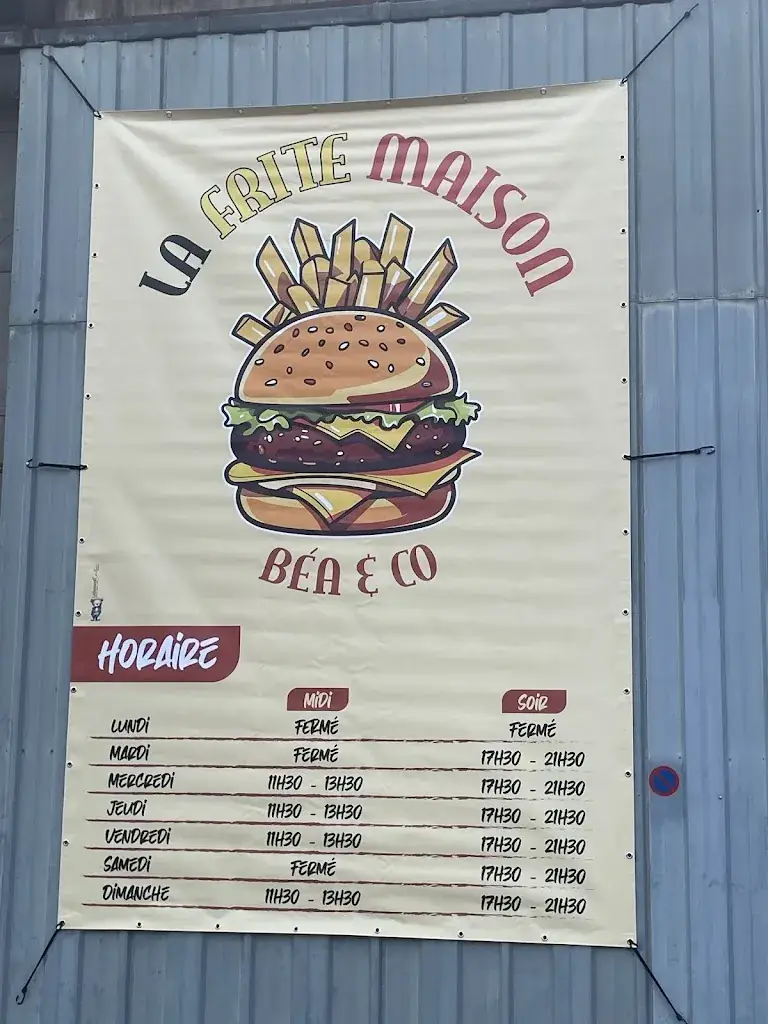 LA FRITE MAISON
BÉA & CO
HORAIRE
MIDI SOIR
LUNDI FERMÉ FERMÉ
MARDI FERMÉ 17H30 - 21H30
MERCREDI 11H30 - 13H30 17H30 - 21H30
JEUDI 11H30 - 13H30 17H30 - 21H30
VENDREDI 11H30 - 13H30 17H30 - 21H30
SAMEDI FERMÉ 17H30 - 21H30
DIMANCHE 11H30 - 13H30 17H30 - 21H30